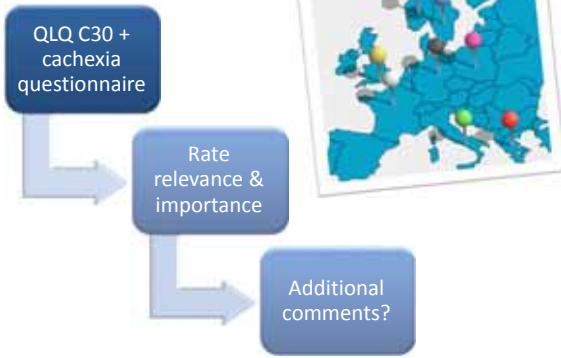 QLQ C30 +
cachexia
questionnaire
Rate
relevance &
importance
Additional
comments?